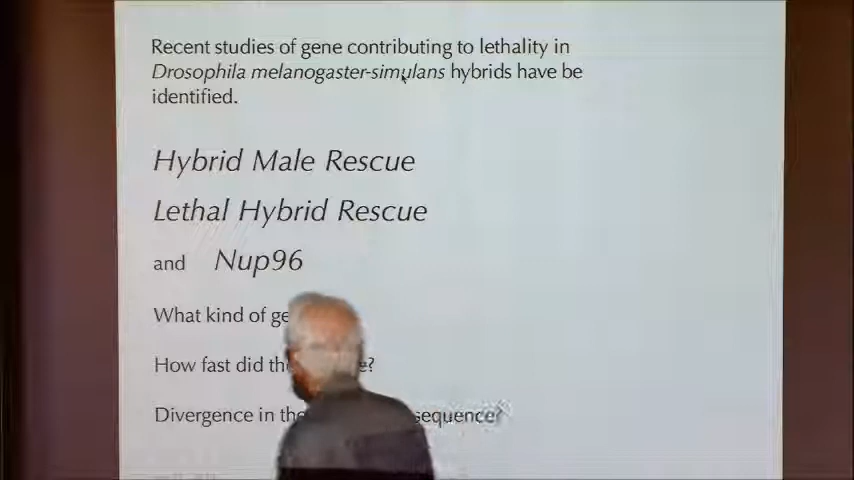 Recent studies of gene contributing to lethality in
Drosophila melanogaster-simulans hybrids have be
identified.
Hybrid Male Rescue
Lethal Hybrid Rescue
and Nup96
What kind of
How fast did
Divergence in sequence?